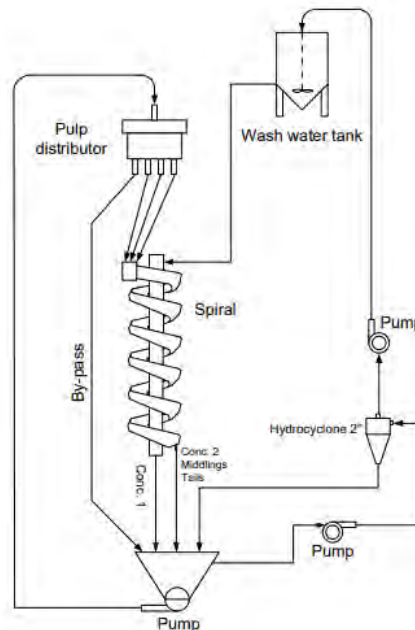 Pulp
distributor
Wash water tank
Spiral
Pump
By-pass
Hydrocyclone 2"
Conc. 1
Conc. 2
Middlings
Tails
Pump
Pump